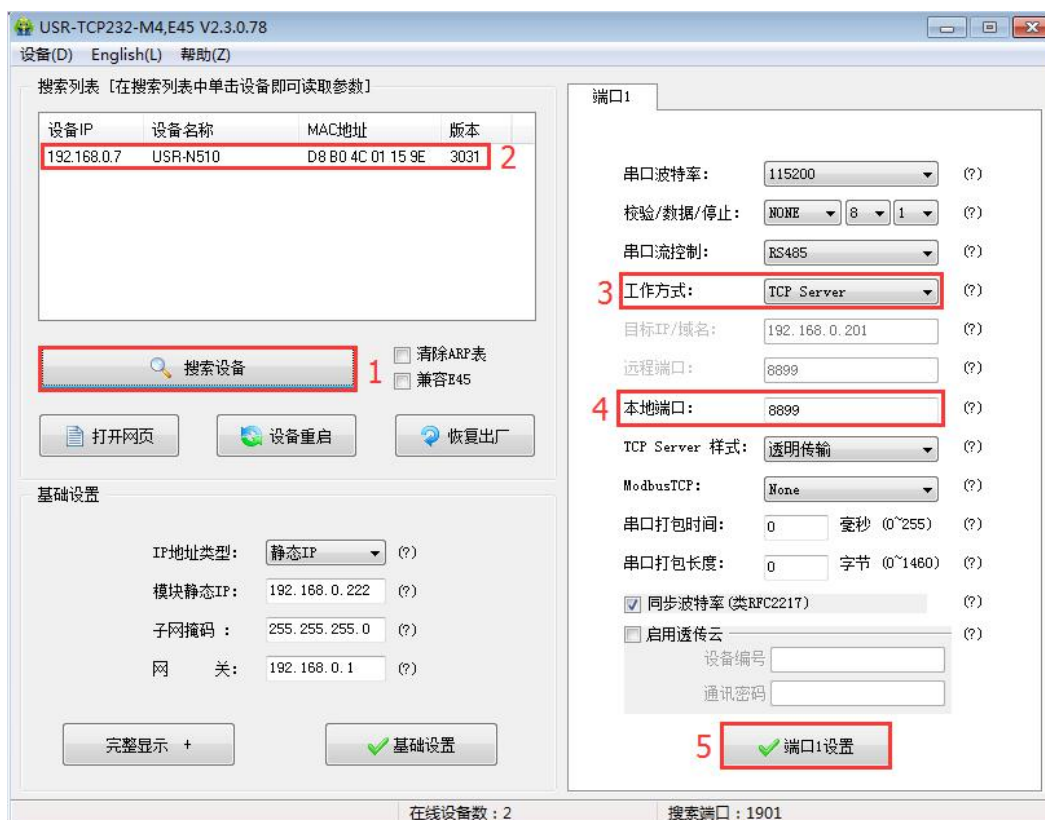 USR-TCP232-M4,E45 V2.3.0.78
设备(D) English(L) 帮助(Z)
搜索列表 [在搜索列表中单击设备即可读取参数]
设备IP 设备名称 MAC地址 版本
192.168.0.7 USR-N510 D8 B0 4C 01 15 9E 3031 2
1 搜索设备
清除ARP表
兼容E45
打开网页 设备重启 恢复出厂
基础设置
IP地址类型: 静态IP (?)
模块静态IP: 192.168.0.222 (?)
子网掩码 : 255.255.255.0 (?)
网 关: 192.168.0.1 (?)
完整显示 + 基础设置
端口1
串口波特率: 115200 (?)
校验/数据/停止: NONE 8 1 (?)
串口流控制: RS485 (?)
3 工作方式: TCP Server (?)
目标IP/域名: 192.168.0.201 (?)
远程端口: 8899 (?)
4 本地端口: 8899 (?)
TCP Server 样式: 透明传输 (?)
ModbusTCP: None (?)
串口打包时间: 0 毫秒 (0~255) (?)
串口打包长度: 0 字节 (0~1460) (?)
同步波特率(类RFC2217) (?)
启用透传云 (?)
设备编号
通讯密码
5 端口1设置
在线设备数:2 搜索端口:1901